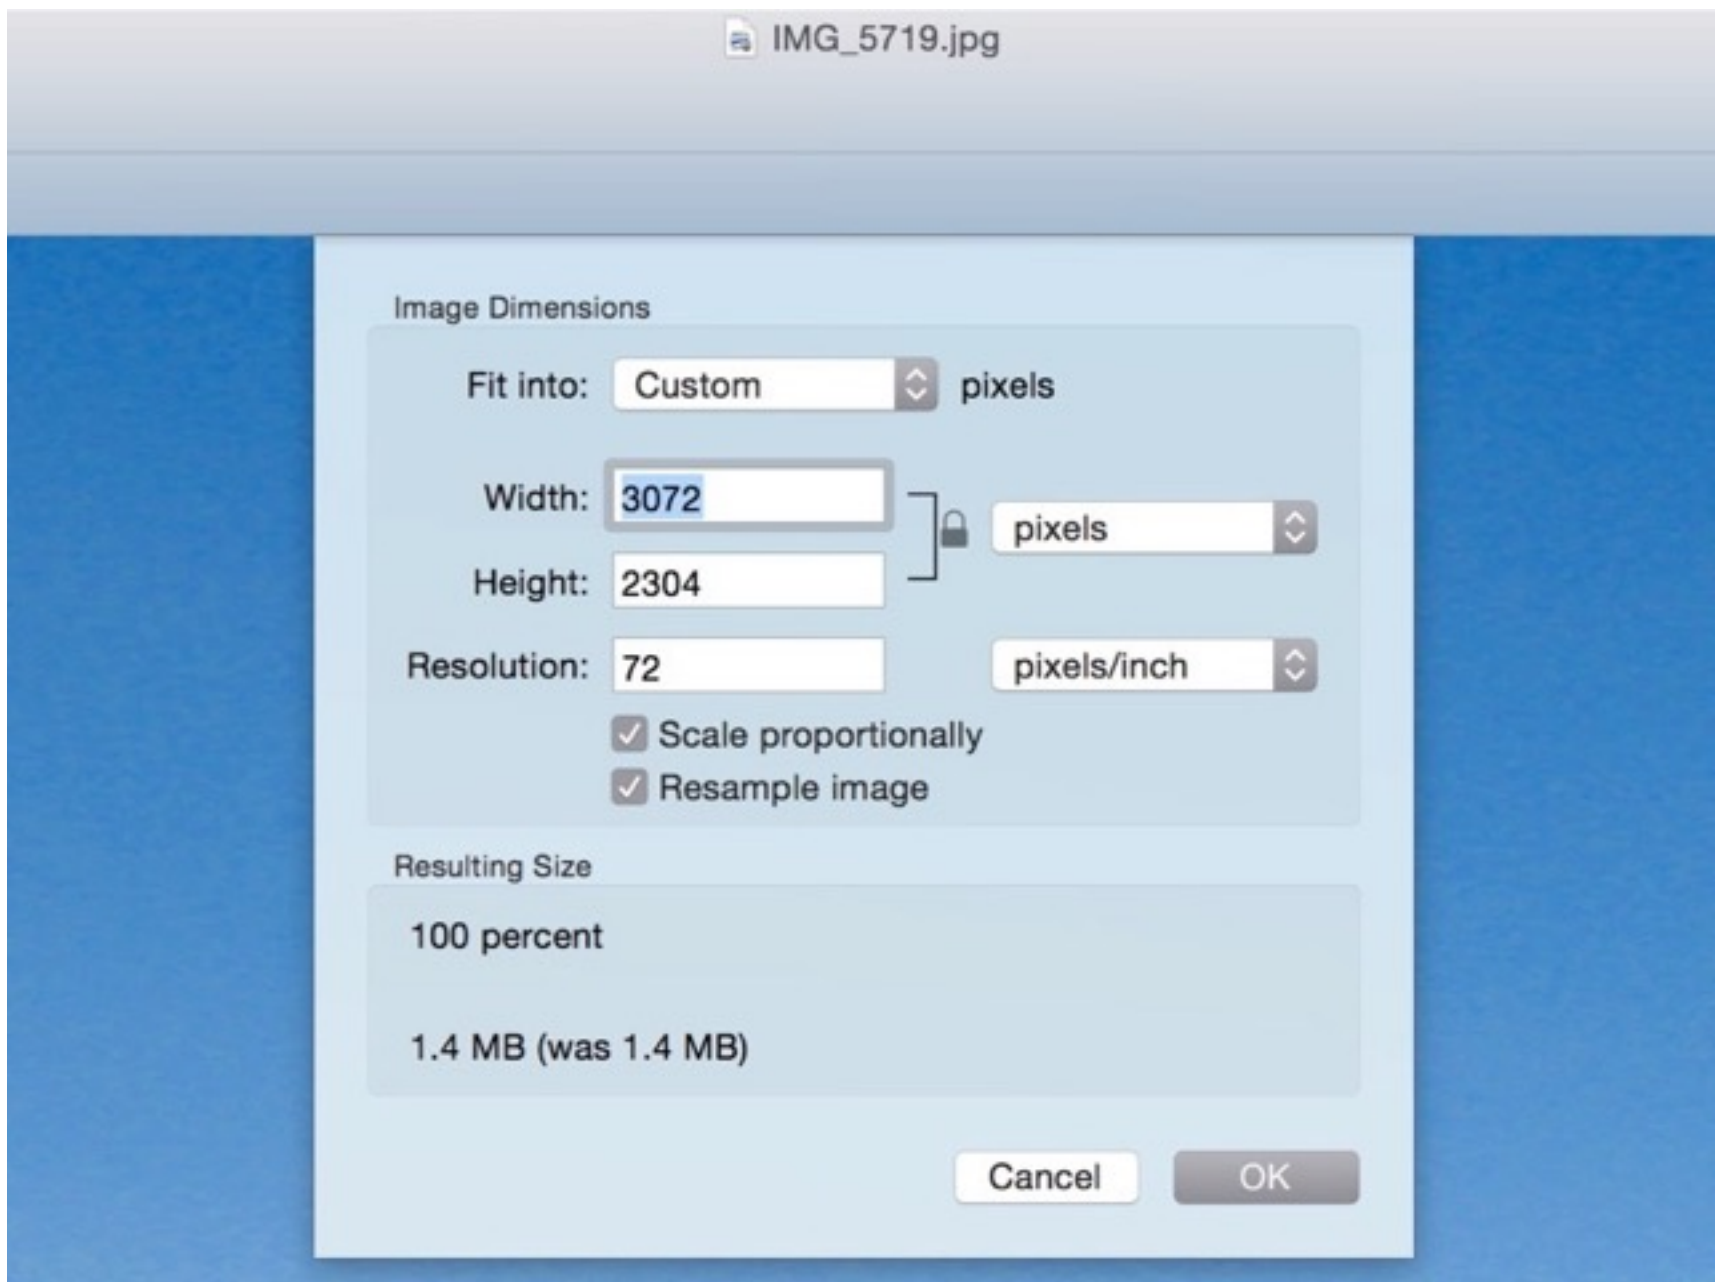 IMG_5719.jpg
Image Dimensions
Fit into: Custom pixels
Width: 3072
pixels
Height: 2304
Resolution: 72 pixels/inch
Scale proportionally
Resample image
Resulting Size
100 percent
1.4 MB (was 1.4 MB)
Cancel OK